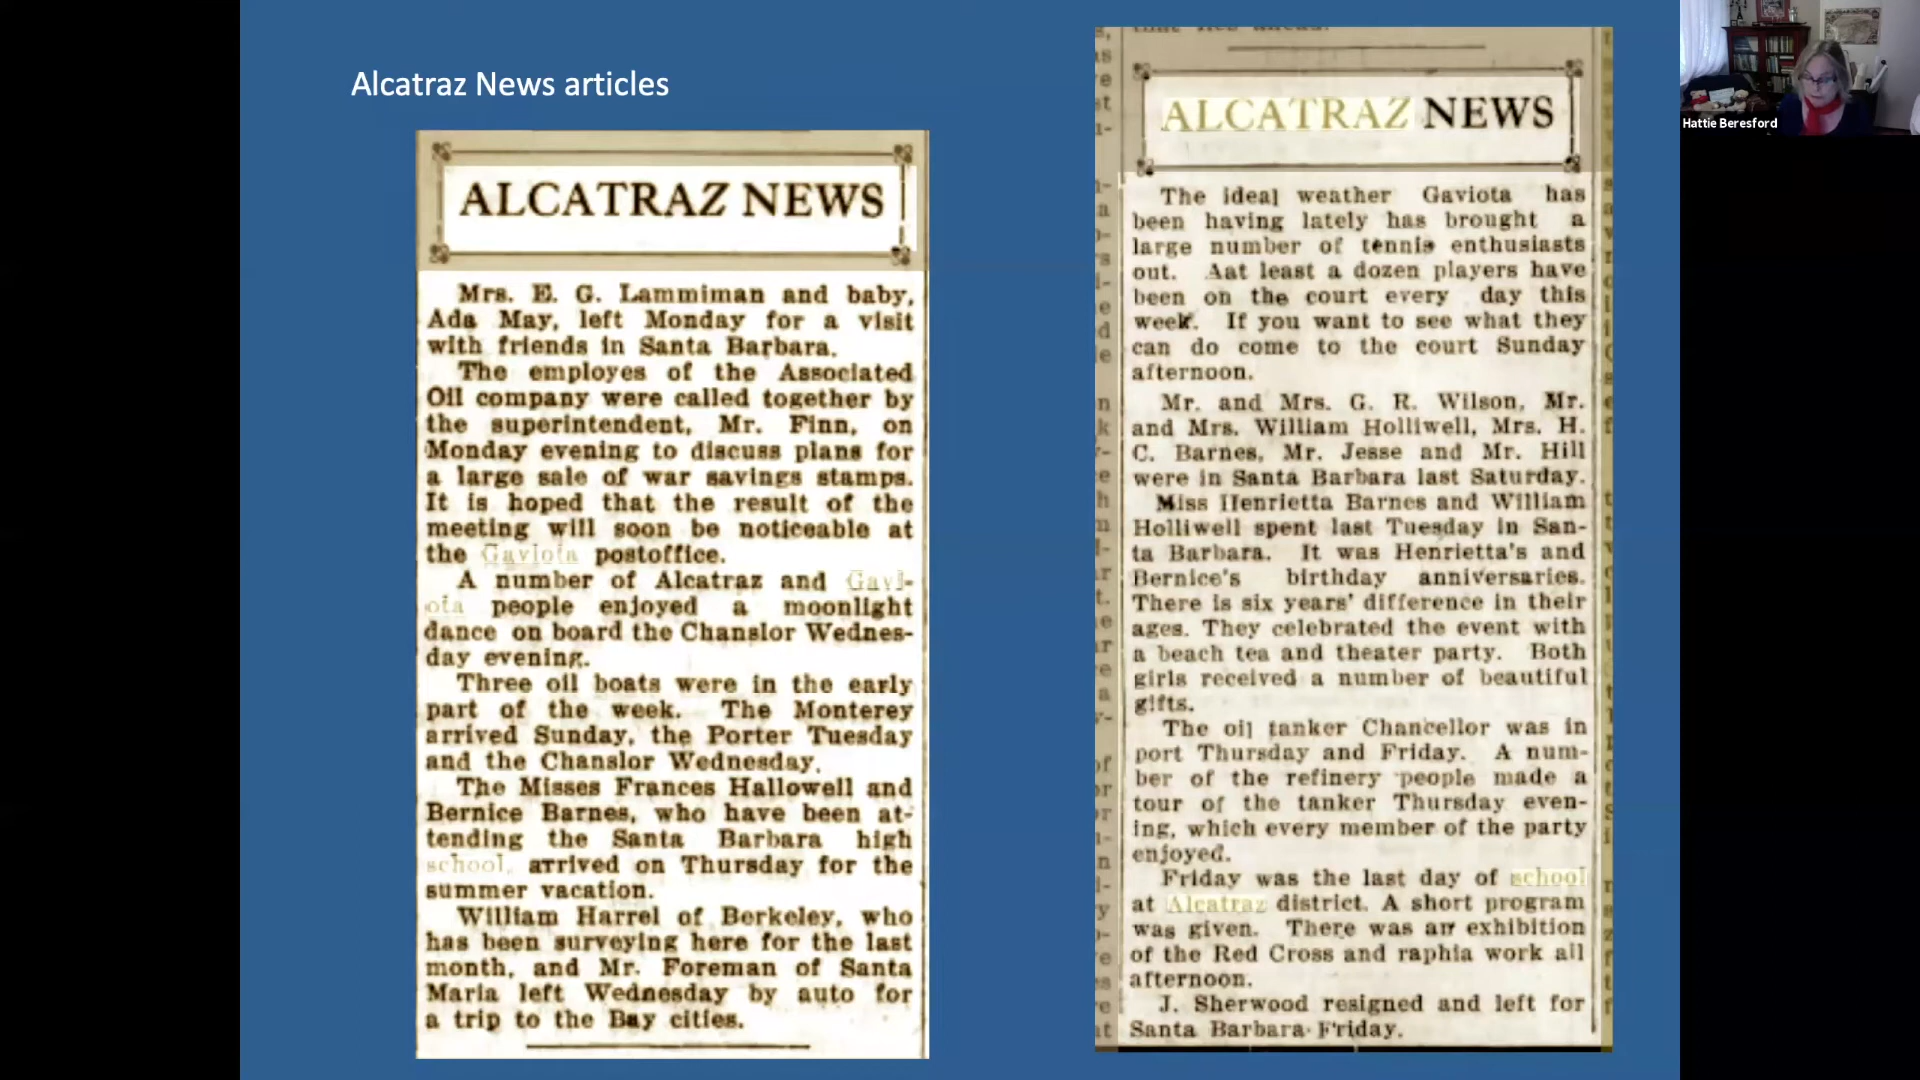 Alcatraz News articles
ALCATRAZ NEWS
Mrs. E. G. Lammiman and baby,
Ada May, left Monday for a visit
with friends in Santa Barbara.
The employes of the Associated
Oil company were called together by
the superintendent, Mr. Finn, on
Monday evening to discuss plans for
a large sale of war savings stamps.
It is hoped that the result of the
meeting will soon be noticeable at
the Gaviota postoffice.
A number of Alcatraz and Gavi-
ota people enjoyed a moonlight
dance on board the Chanslor Wednes-
day evening.
Three oil boats were in the early
part of the week. The Monterey
arrived Sunday, the Porter Tuesday
and the Chanslor Wednesday.
The Misses Frances Hallowell and
Bernice Barnes, who have been at-
tending the Santa Barbara high
school, arrived on Thursday for the
summer vacation.
William Harrel of Berkeley, who
has been surveying here for the last
month, and Mr. Foreman of Santa
Maria left Wednesday by auto for
a trip to the Bay cities.
ALCATRAZ NEWS
The ideal weather Gaviota has
been having lately has brought a
large number of tennis enthusiasts
out. Aat least a dozen players have
been on the court every day this
week. If you want to see what they
can do come to the court Sunday
afternoon.
Mr. and Mrs. G. R. Wilson, Mr.
and Mrs. William Holliwell, Mrs. H.
C. Barnes, Mr. Jesse and Mr. Hill
were in Santa Barbara last Saturday.
Miss Henrietta Barnes and William
Holliwell spent last Tuesday in San-
ta Barbara. It was Henrietta's and
Bernice's birthday anniversaries.
There is six years' difference in their
ages. They celebrated the event with
a beach tea and theater party. Both
girls received a number of beautiful
gifts.
The oil tanker Chancellor was in
port Thursday and Friday. A num-
ber of the refinery people made a
tour of the tanker Thursday even-
ing, which every member of the party
enjoyed.
Friday was the last day of school
at Alcatraz district. A short program
was given. There was an exhibition
of the Red Cross and raphia work all
afternoon.
J. Sherwood resigned and left for
Santa Barbara Friday.
Hattie Beresford